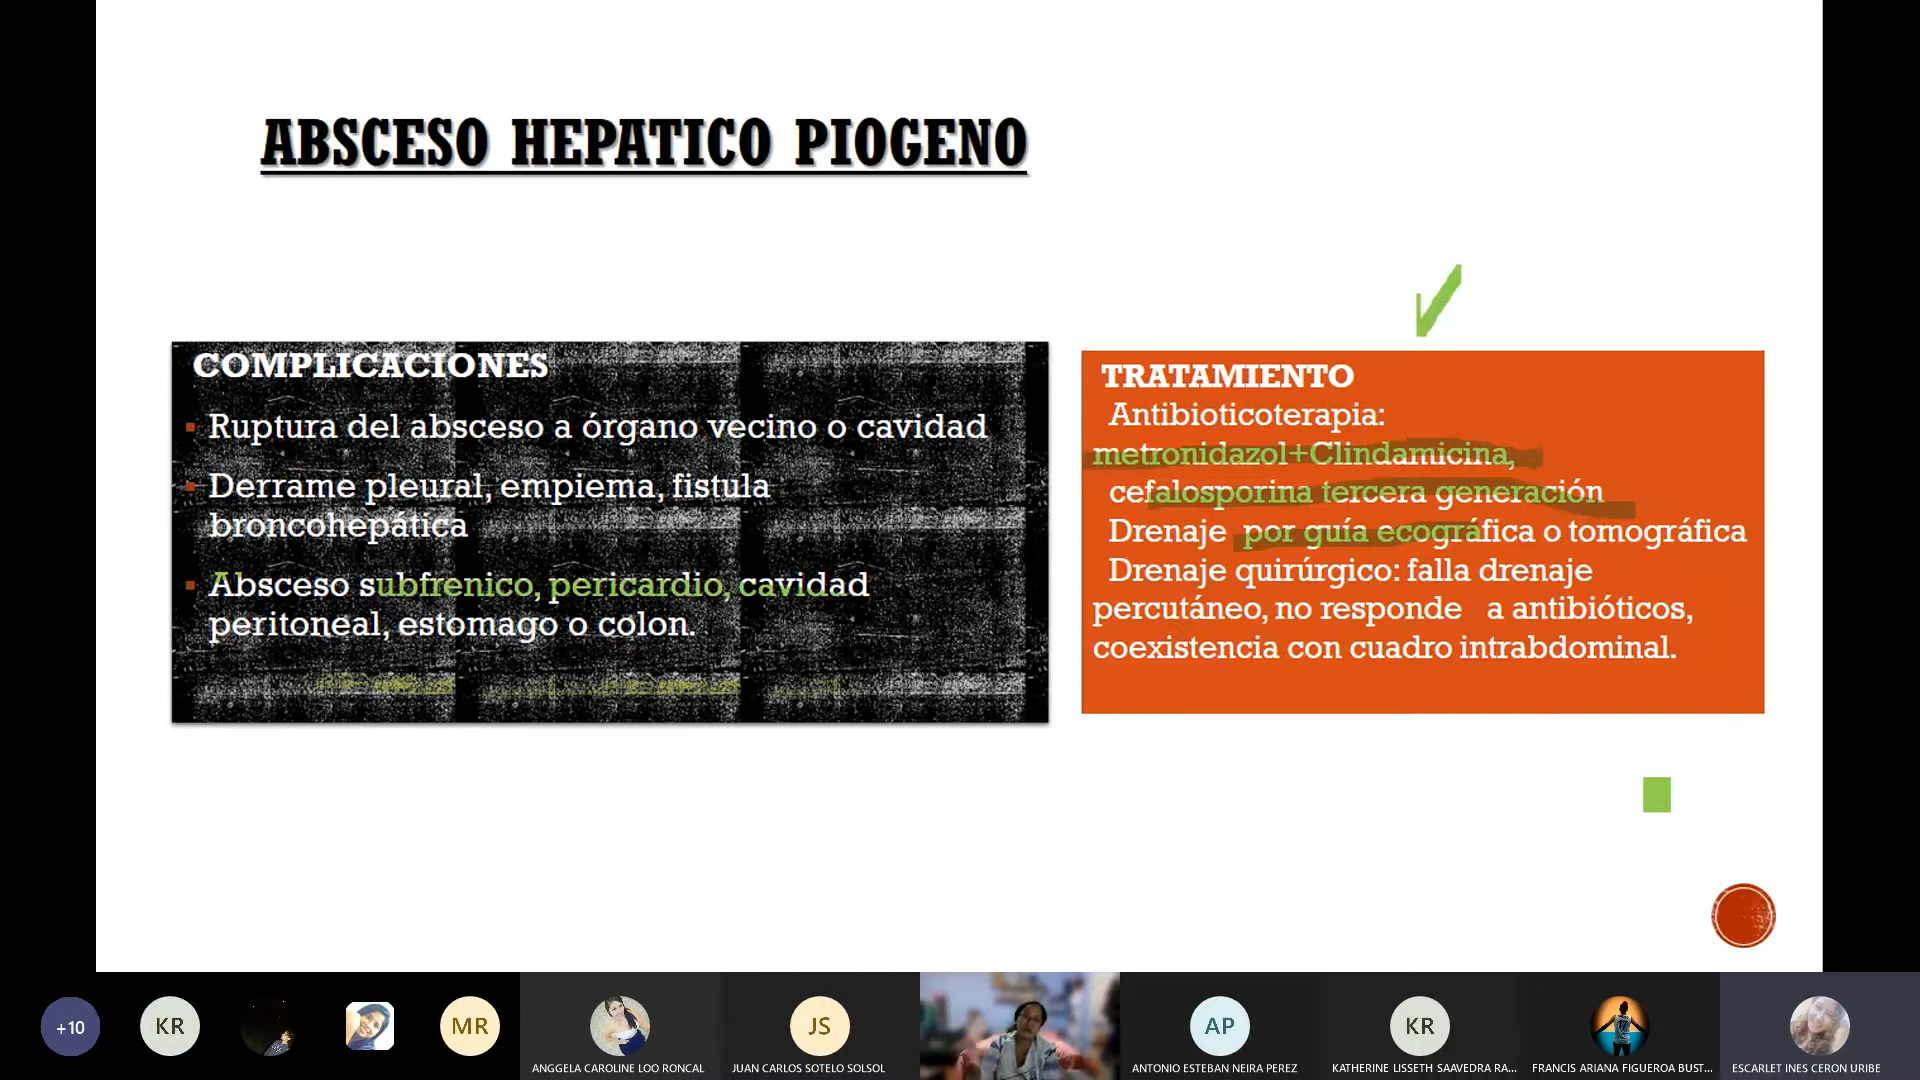 ABSCESO HEPATICO PIOGENO
COMPLICACIONES
Ruptura del absceso a órgano vecino o cavidad
Derrame pleural, empiema, fistula
broncohepática
Absceso subfrenico, pericardio, cavidad
peritoneal, estomago o colon.
TRATAMIENTO
Antibioticoterapia:
metronidazol+Clindamicina,
cefalosporina tercera generación
Drenaje por guía ecográfica o tomográfica
Drenaje quirúrgico: falla drenaje
percutáneo, no responde a antibióticos,
coexistencia con cuadro intrabdominal.
+10
KR
MR
ANGGELA CAROLINE LOO RONCAL
JS
JUAN CARLOS SOTELO SOLSOL
AP
ANTONIO ESTEBAN NEIRA PEREZ
KR
KATHERINE LISSETH SAAVEDRA RA...
FRANCIS ARIANA FIGUEROA BUST...
ESCARLET INES CERON URIBE